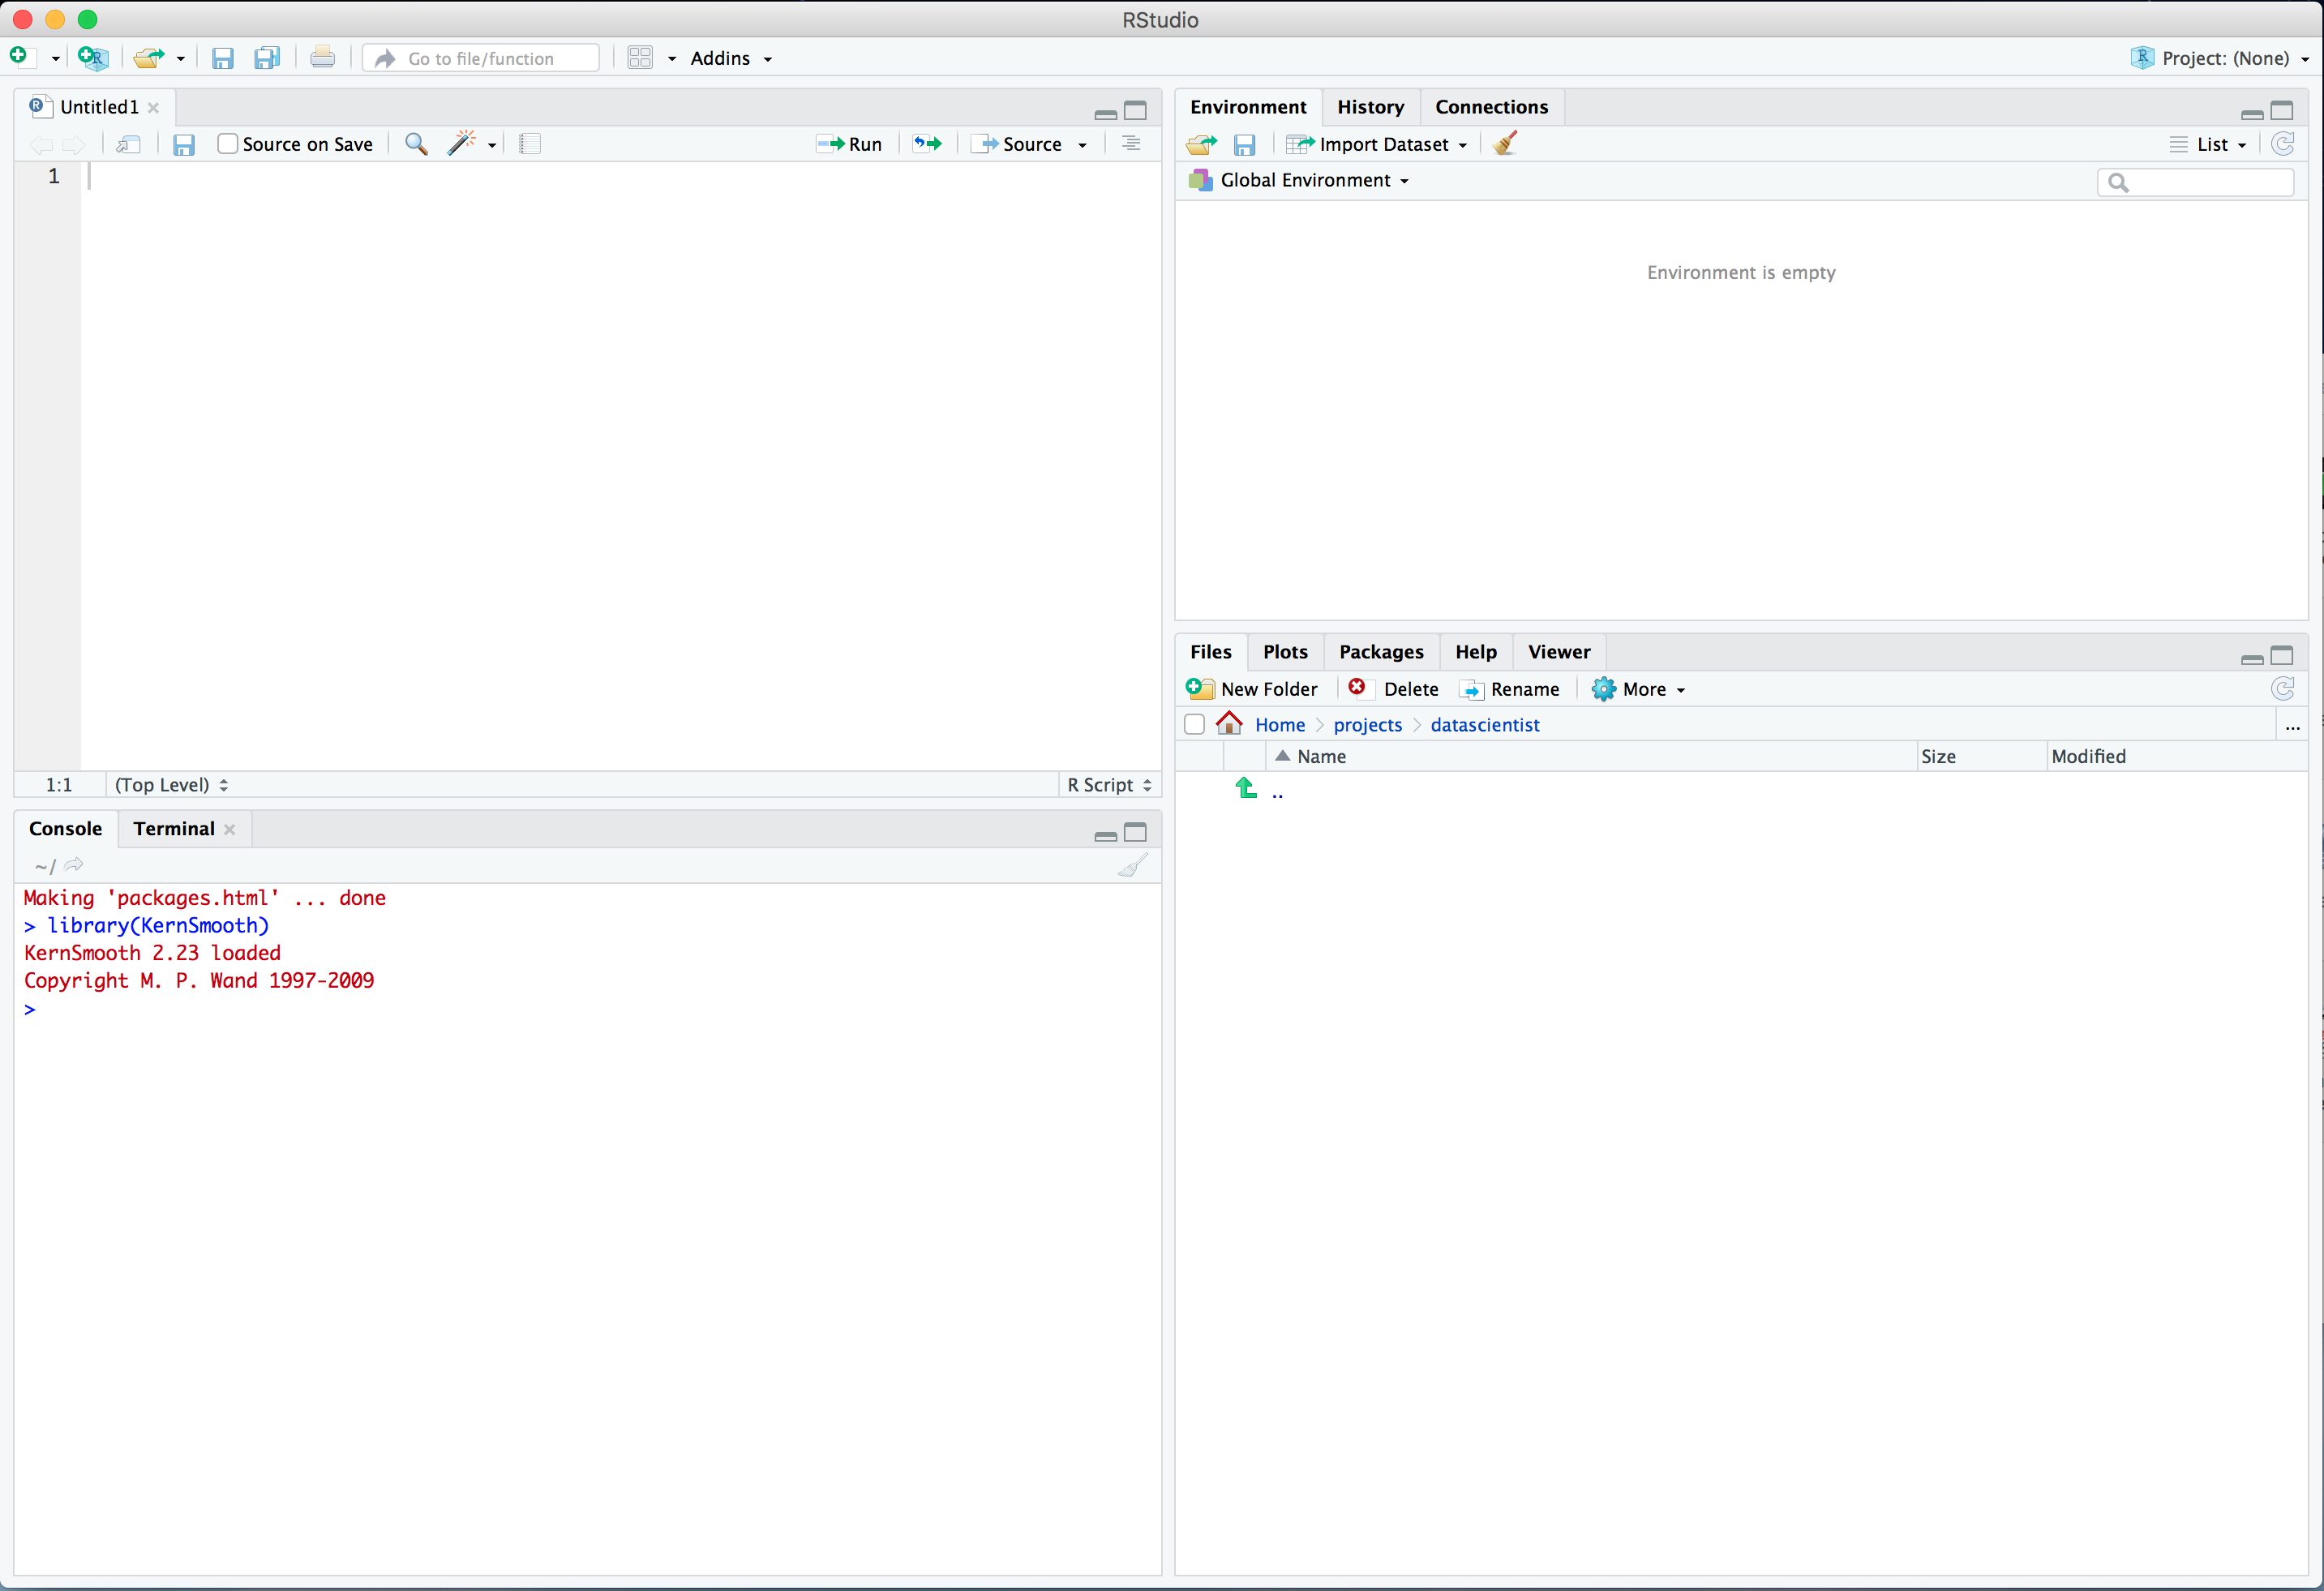 RStudio
Go to file/function
Addins
Project: (None)
Untitled1
Source on Save
Run
Source
1
1:1
(Top Level)
R Script
Console
Terminal
~/
Making 'packages.html' ... done
> library(KernSmooth)
KernSmooth 2.23 loaded
Copyright M. P. Wand 1997-2009
>
Environment
History
Connections
Import Dataset
List
Global Environment
Environment is empty
Files
Plots
Packages
Help
Viewer
New Folder
Delete
Rename
More
Home
projects
datascientist
...
Name
Size
Modified
..